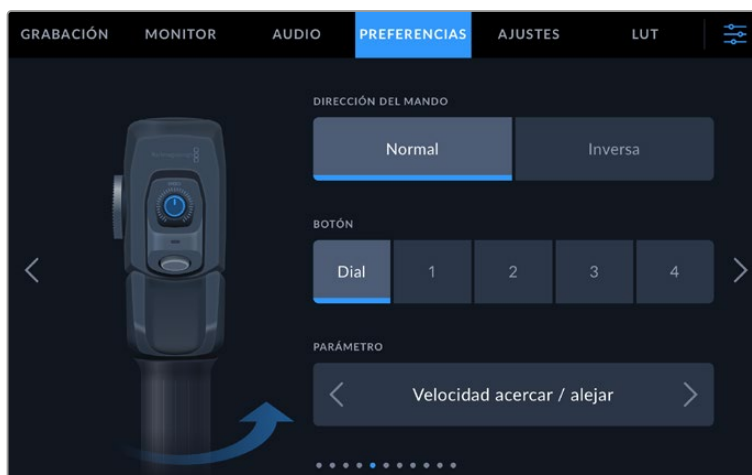 GRABACIÓN MONITOR AUDIO PREFERENCIAS AJUSTES LUT
DIRECCIÓN DEL MANDO
Normal Inversa
BOTÓN
Dial 1 2 3 4
PARÁMETRO
Velocidad acercar / alejar